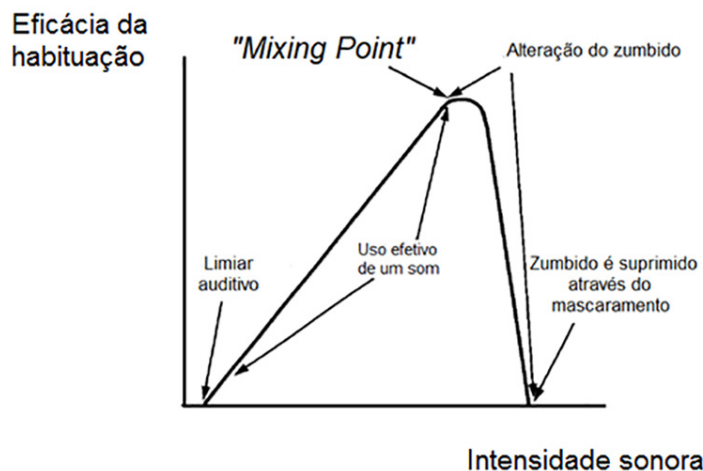 Eficácia da
habituação
"Mixing Point"
Alteração do zumbido
Limiar
auditivo
Uso efetivo
de um som
Zumbido é suprimido
através do
mascaramento
Intensidade sonora